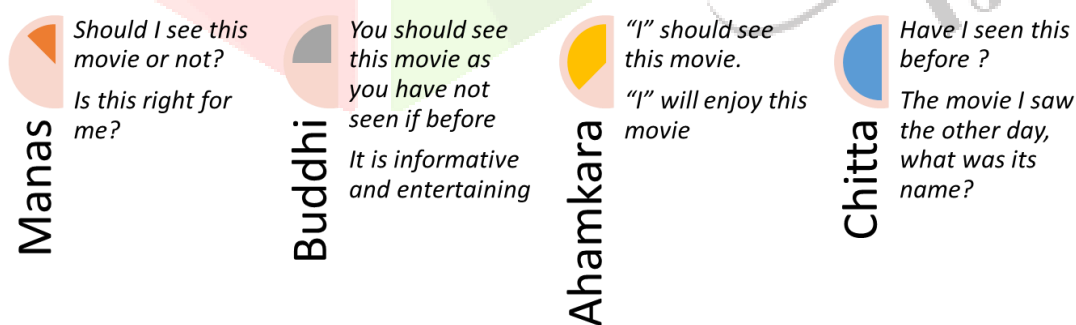 Manas
Should I see this
movie or not?
Is this right for
me?
Buddhi
You should see
this movie as
you have not
seen if before
It is informative
and entertaining
Ahamkara
“I” should see
this movie.
“I” will enjoy this
movie
Chitta
Have I seen this
before ?
The movie I saw
the other day,
what was its
name?